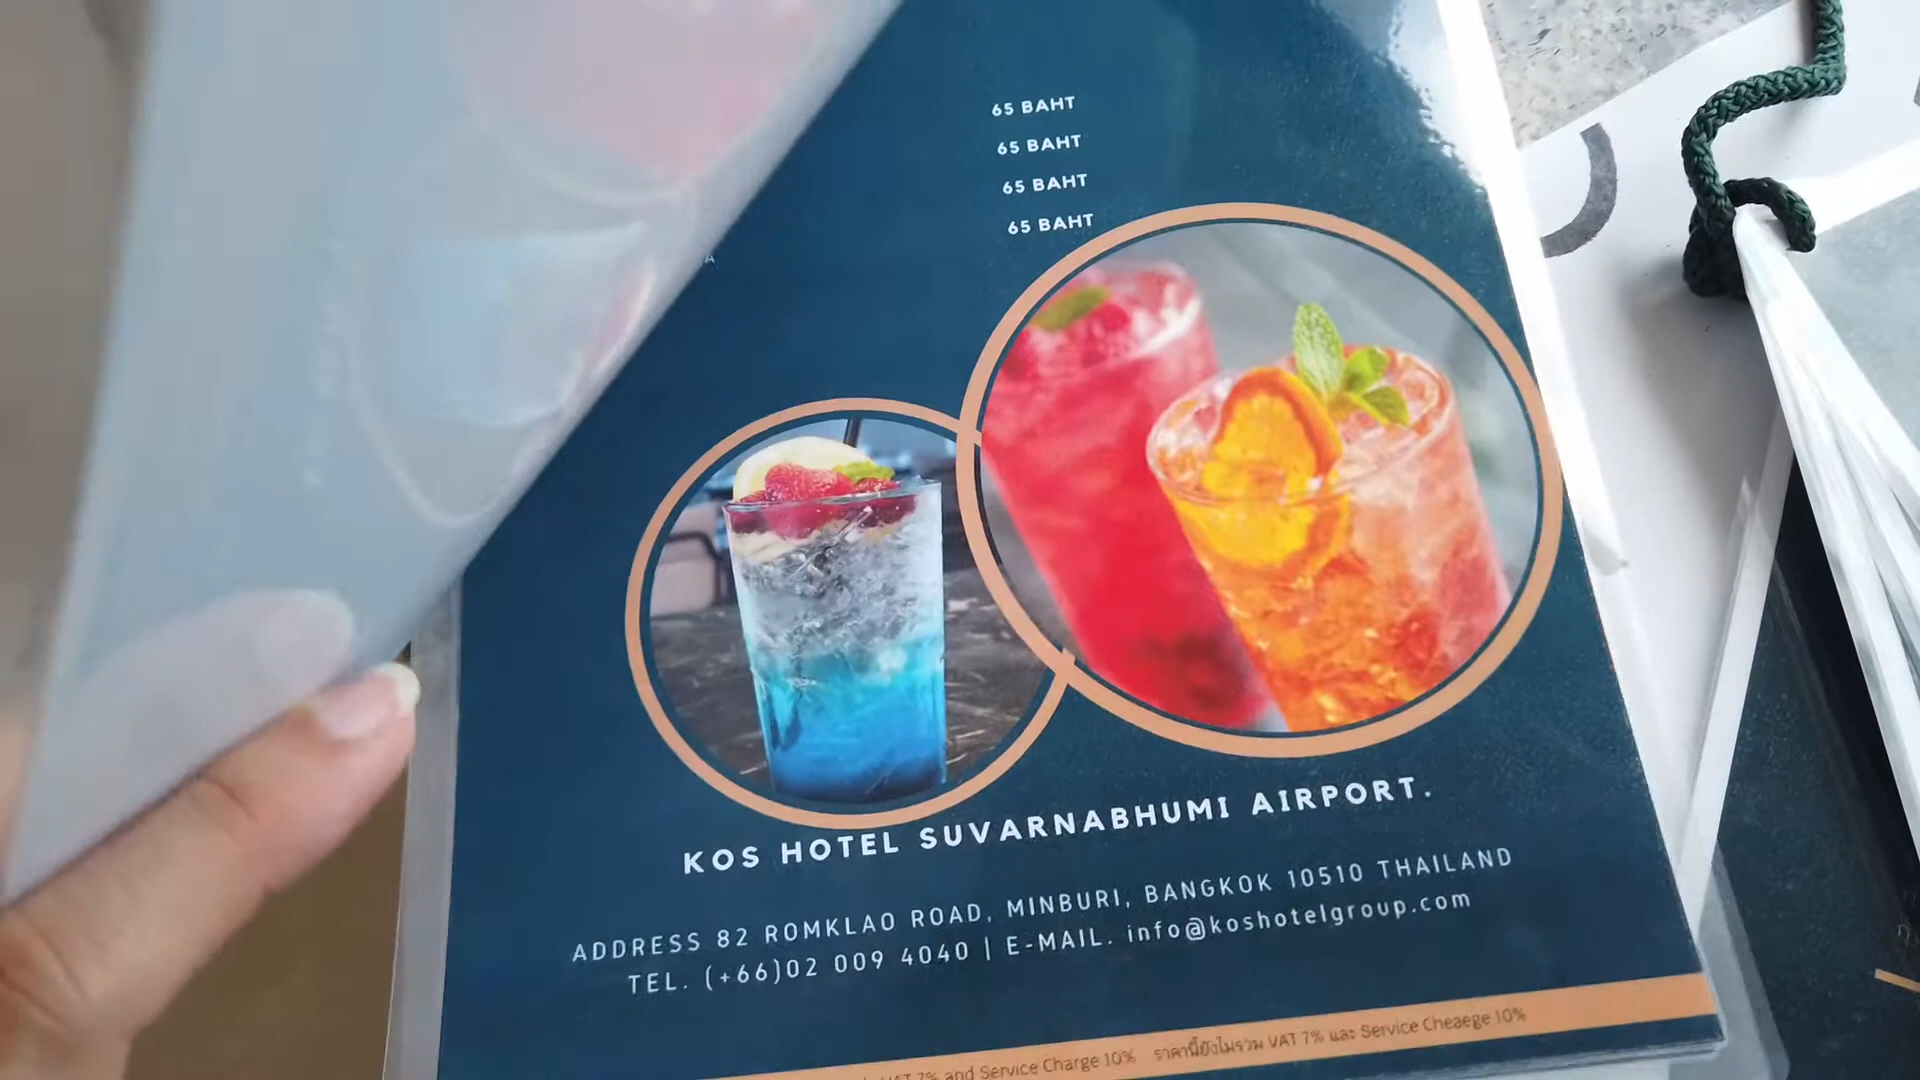 65 BAHT
65 BAHT
65 BAHT
65 BAHT
KOS HOTEL SUVARNABHUMI AIRPORT.
ADDRESS 82 ROMKLAO ROAD, MINBURI, BANGKOK 10510 THAILAND
TEL. (+66)02 009 4040 | E-MAIL. info@koshotelgroup.com
VAT 7% and Service Charge 10% ราคานี้ยังไม่รวม VAT 7% และ Service Cheaege 10%